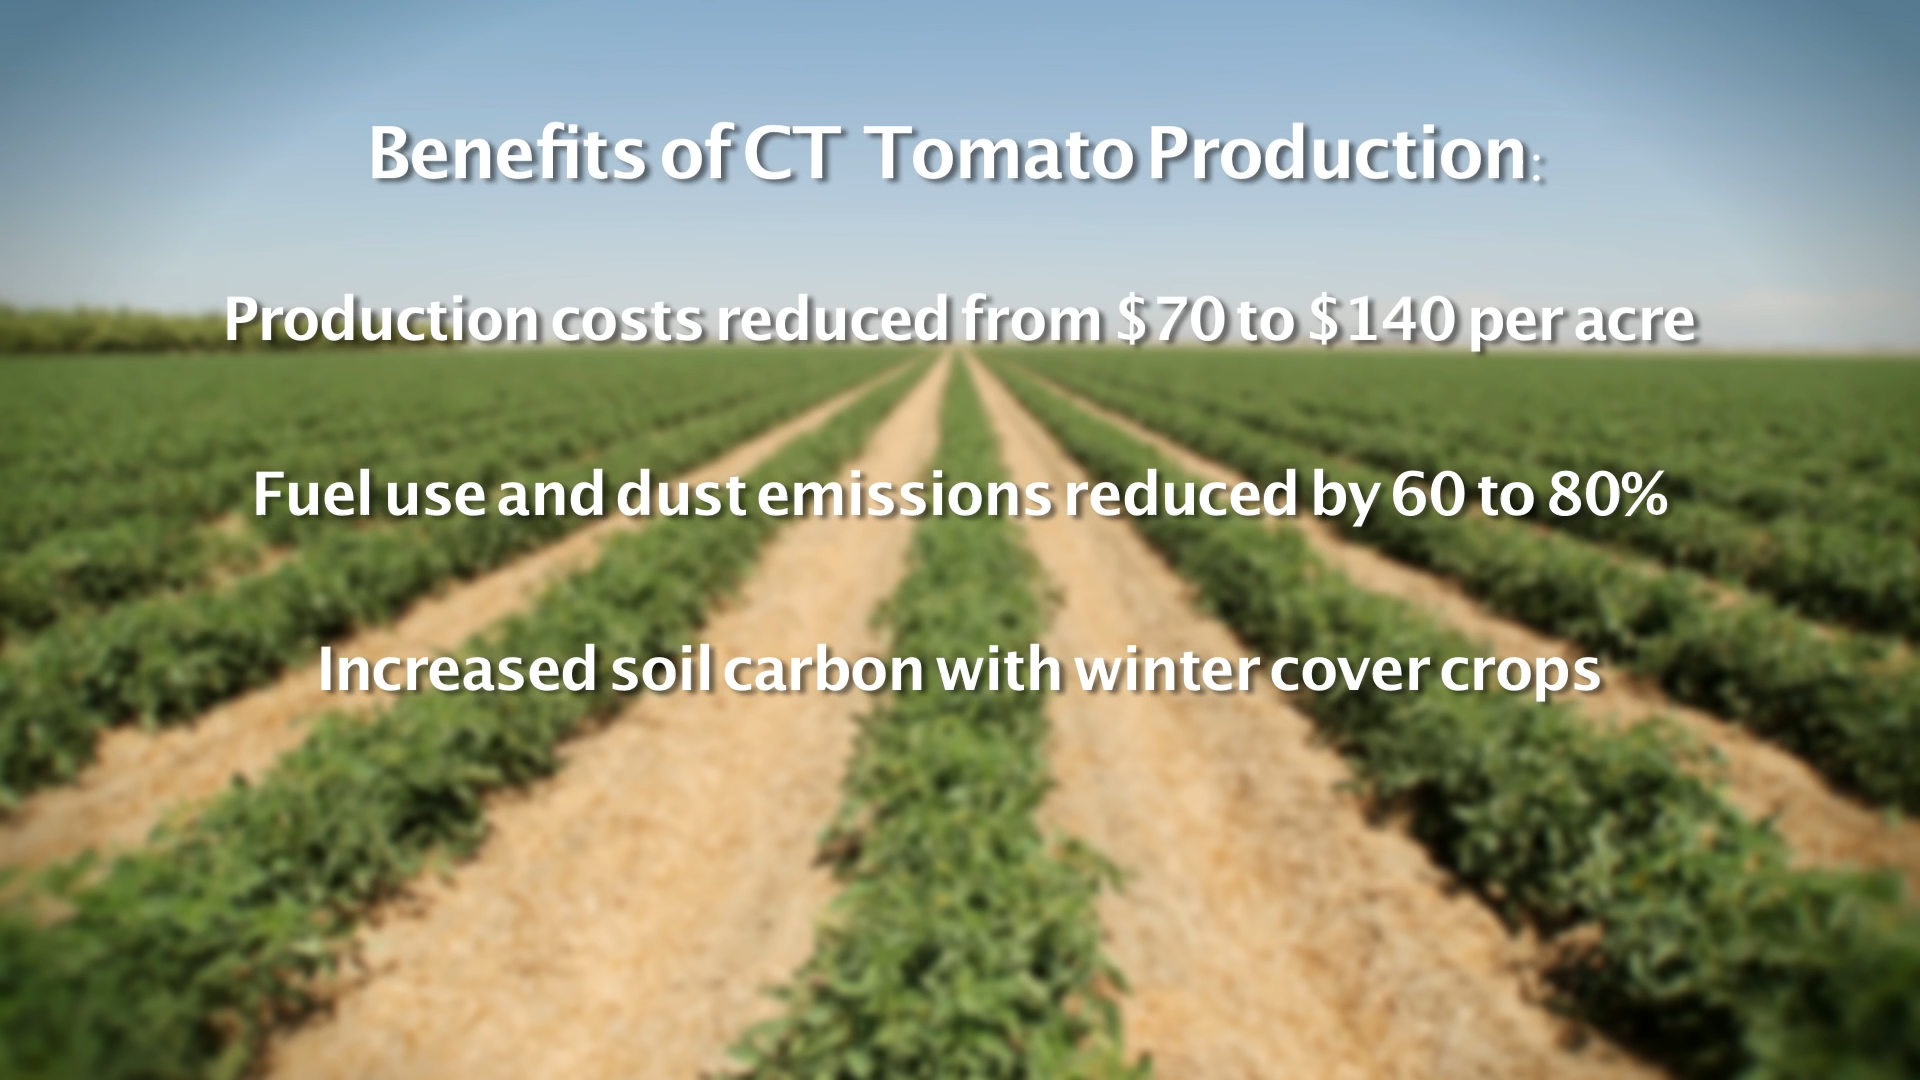 Benefits of CT Tomato Production:
Production costs reduced from $70 to $140 per acre
Fuel use and dust emissions reduced by 60 to 80%
Increased soil carbon with winter cover crops